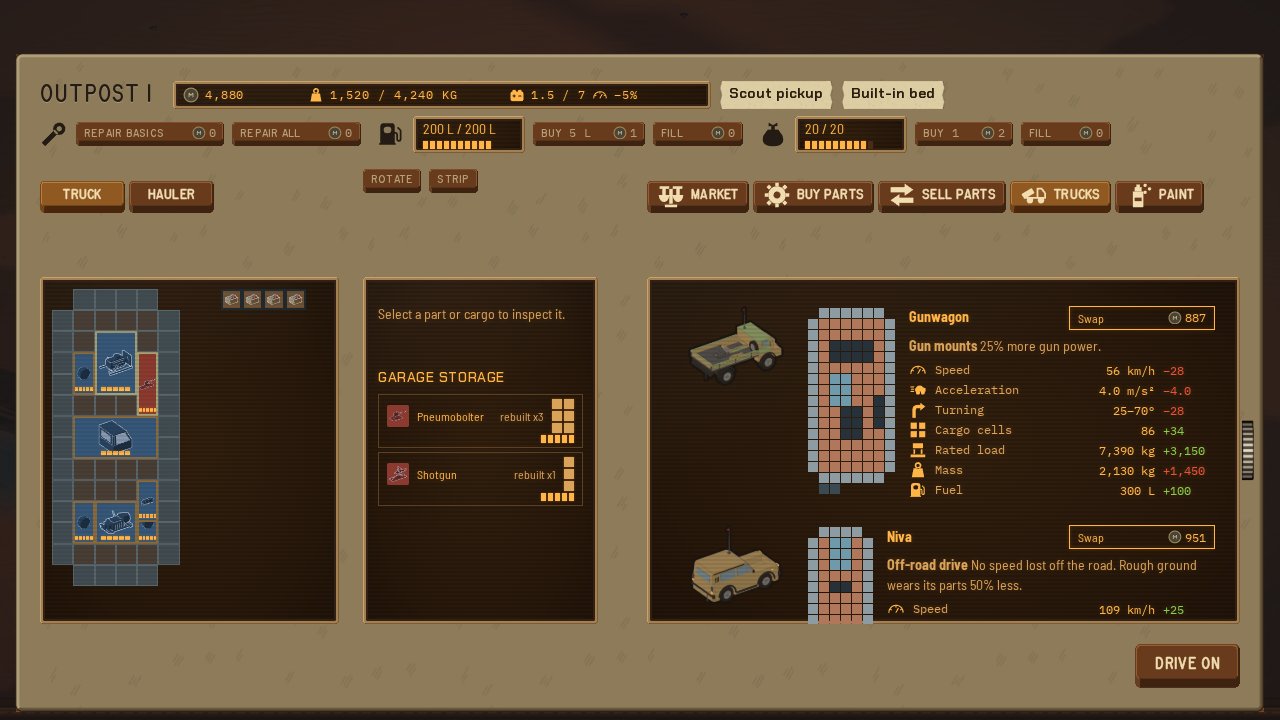 OUTPOST 1
4,880
1,520 / 4,240 KG
1.5 / 7
-5%
Scout pickup
Built-in bed
REPAIR BASICS 0
REPAIR ALL 0
200 L / 200 L
BUY 5 L 1
FILL 0
20 / 20
BUY 1 2
FILL 0
ROTATE
STRIP
TRUCK
HAULER
MARKET
BUY PARTS
SELL PARTS
TRUCKS
PAINT
Select a part or cargo to inspect it.
GARAGE STORAGE
Pneumobolter rebuilt x3
Shotgun rebuilt x1
Gunwagon
Swap 887
Gun mounts 25% more gun power.
Speed 56 km/h -28
Acceleration 4.0 m/s² -4.0
Turning 25-70° -28
Cargo cells 86 +34
Rated load 7,390 kg +3,150
Mass 2,130 kg +1,450
Fuel 300 L +100
Niva
Swap 951
Off-road drive No speed lost off the road. Rough ground
wears its parts 50% less.
Speed 109 km/h +25
DRIVE ON